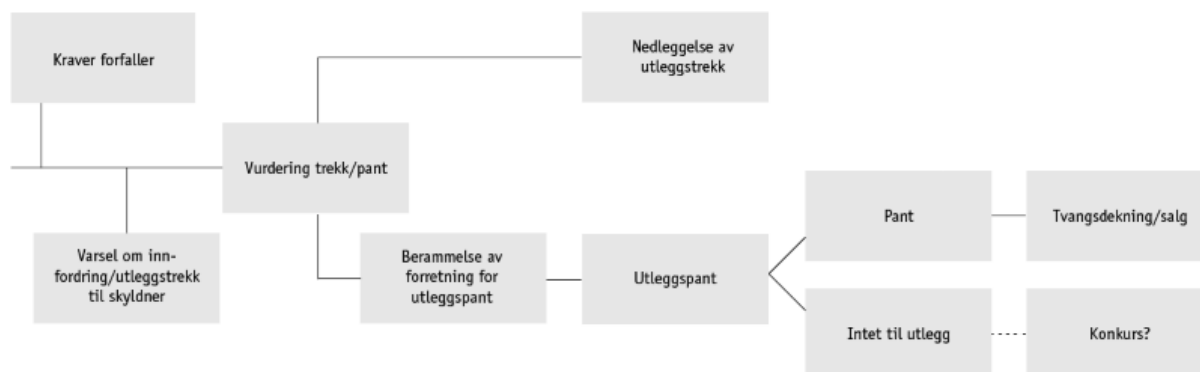 Kraver forfaller
Nedleggelse av
utleggstrekk
Vurdering trekk/pant
Varsel om inn-
fordring/utleggstrekk
til skyldner
Berammelse av
forretning for
utleggspant
Utleggspant
Pant
Tvangsdekning/salg
Intet til utlegg
Konkurs?